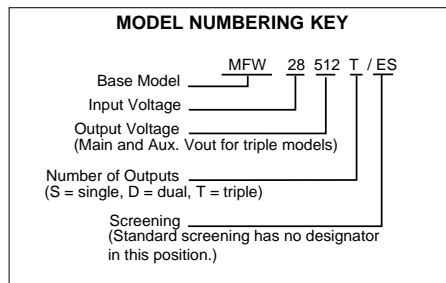 MODEL NUMBERING KEY
MFW 28 512 T / ES
Base Model
Input Voltage
Output Voltage
(Main and Aux. Vout for triple models)
Number of Outputs
(S = single, D = dual, T = triple)
Screening
(Standard screening has no designator
in this position.)